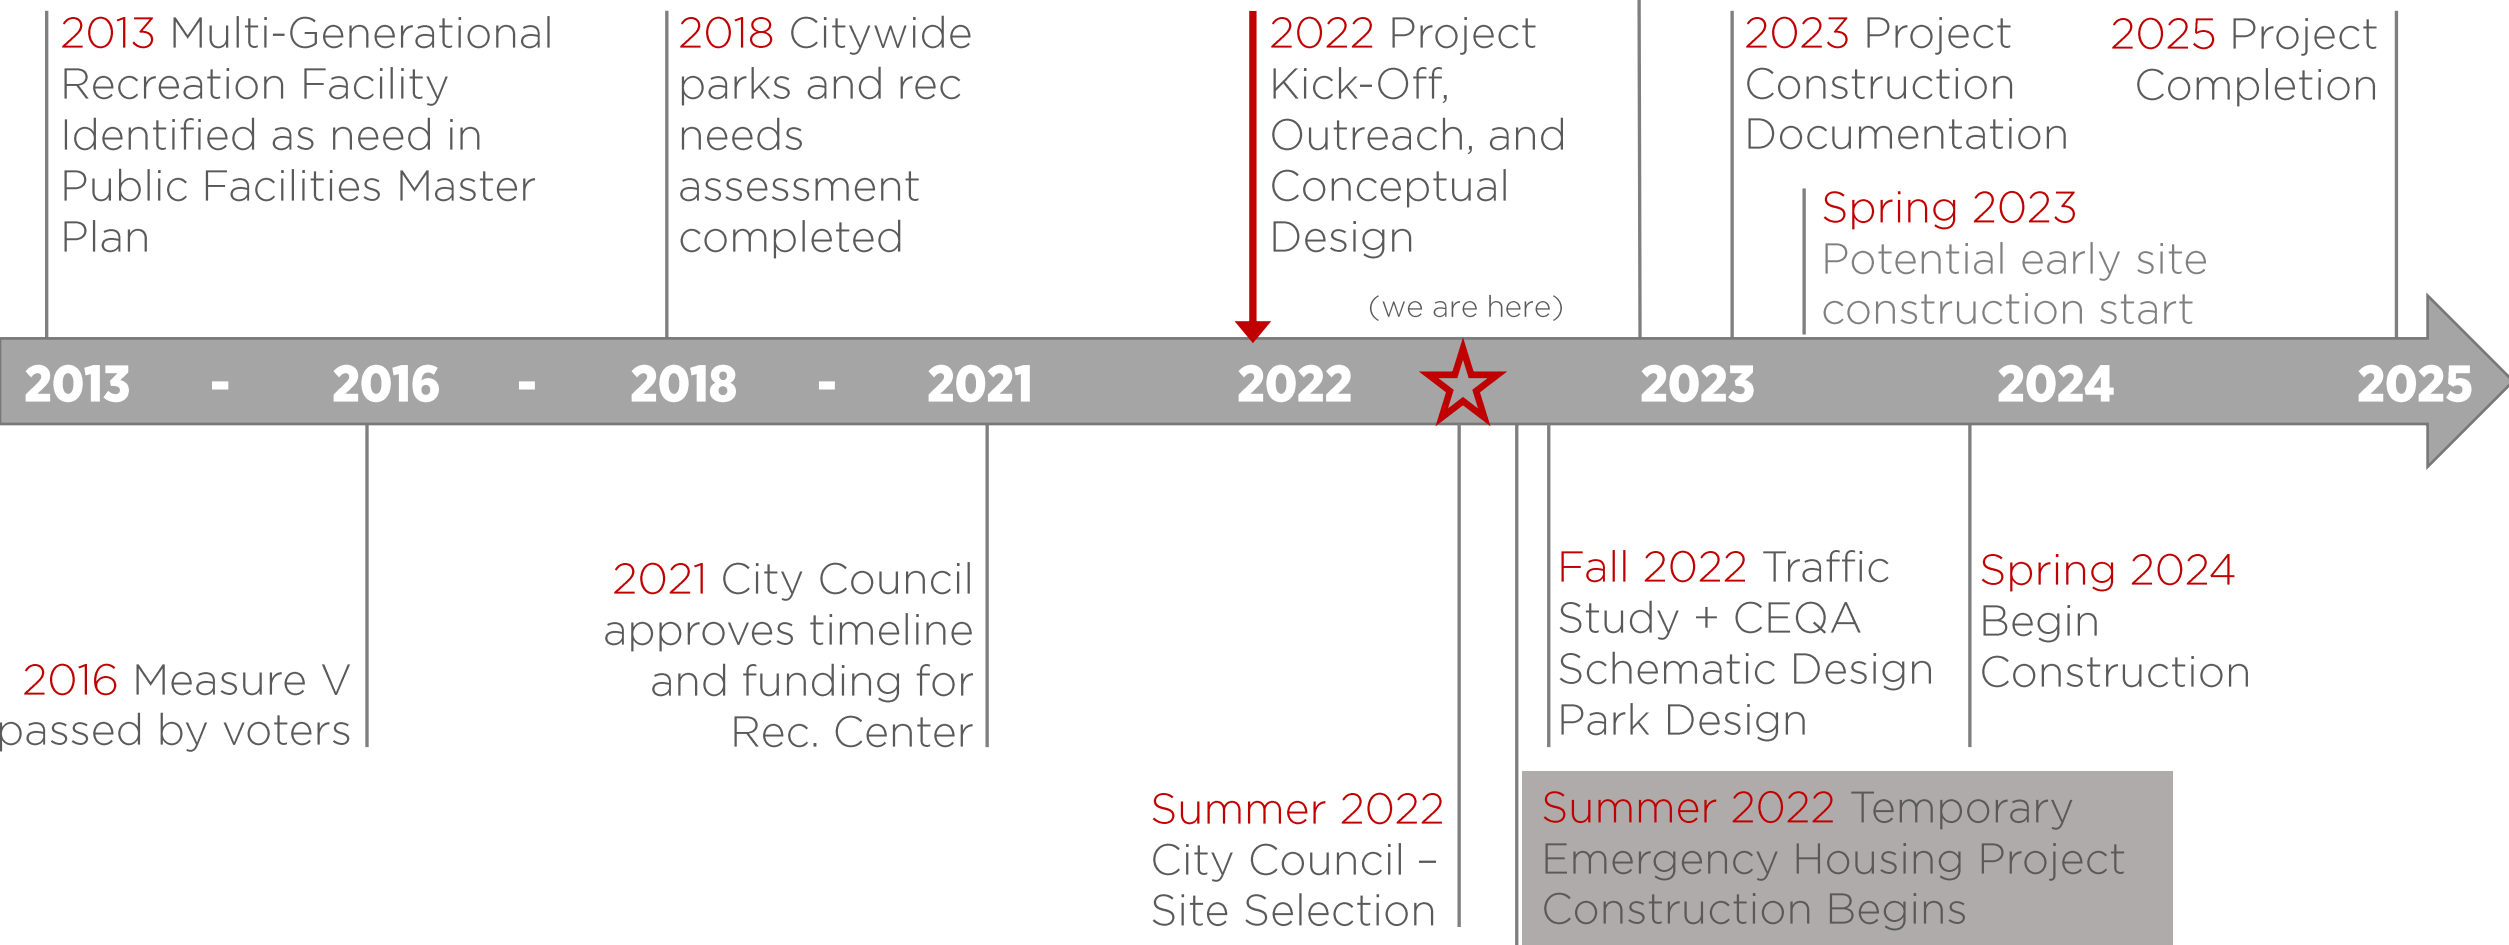 2013 Multi-Generational
Recreation Facility
Identified as need in
Public Facilities Master
Plan
2018 Citywide
parks and rec
needs
assessment
completed
2022 Project
Kick-Off,
Outreach, and
Conceptual
Design
(we are here)
2023 Project
Construction
Documentation
Spring 2023
Potential early site
construction start
2025 Project
Completion
2013 - 2016 - 2018 - 2021 2022 2023 2024 2025
2016 Measure V
passed by voters
2021 City Council
approves timeline
and funding for
Rec. Center
Summer 2022
City Council –
Site Selection
Fall 2022 Traffic
Study + CEQA
Schematic Design
Park Design
Summer 2022 Temporary
Emergency Housing Project
Construction Begins
Spring 2024
Begin
Construction